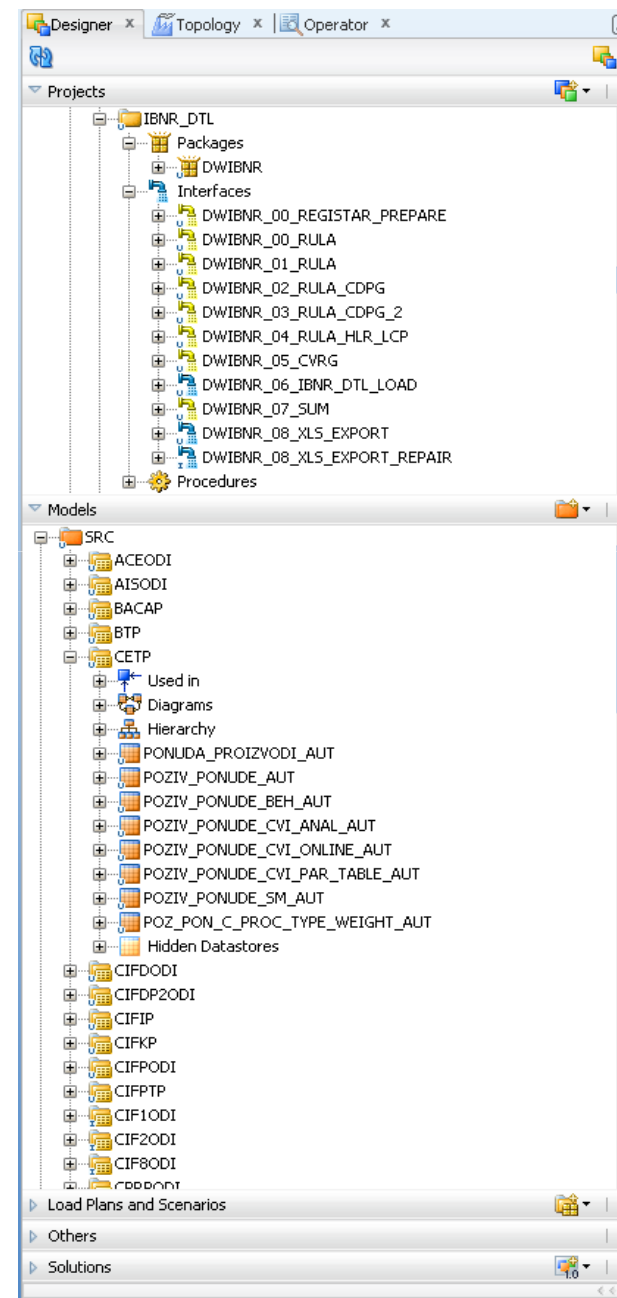 Designer x Topology x Operator x
Projects
IBNR_DTL
Packages
DWIBNR
Interfaces
DWIBNR_00_REGISTAR_PREPARE
DWIBNR_00_RULA
DWIBNR_01_RULA
DWIBNR_02_RULA_CDPG
DWIBNR_03_RULA_CDPG_2
DWIBNR_04_RULA_HLR_LCP
DWIBNR_05_CVRG
DWIBNR_06_IBNR_DTL_LOAD
DWIBNR_07_SUM
DWIBNR_08_XLS_EXPORT
DWIBNR_08_XLS_EXPORT_REPAIR
Procedures
Models
SRC
ACEODI
AISODI
BACAP
BTP
CETP
Used in
Diagrams
Hierarchy
PONUDA_PROIZVODI_AUT
POZIV_PONUDE_AUT
POZIV_PONUDE_BEH_AUT
POZIV_PONUDE_CVI_ANAL_AUT
POZIV_PONUDE_CVI_ONLINE_AUT
POZIV_PONUDE_CVI_PAR_TABLE_AUT
POZIV_PONUDE_SM_AUT
POZ_PON_C_PROC_TYPE_WEIGHT_AUT
Hidden Datastores
CIFDODI
CIFDP2ODI
CIFIP
CIFKP
CIFPODI
CIFPTP
CIF1ODI
CIF2ODI
CIF8ODI
Load Plans and Scenarios
Others
Solutions
1.0